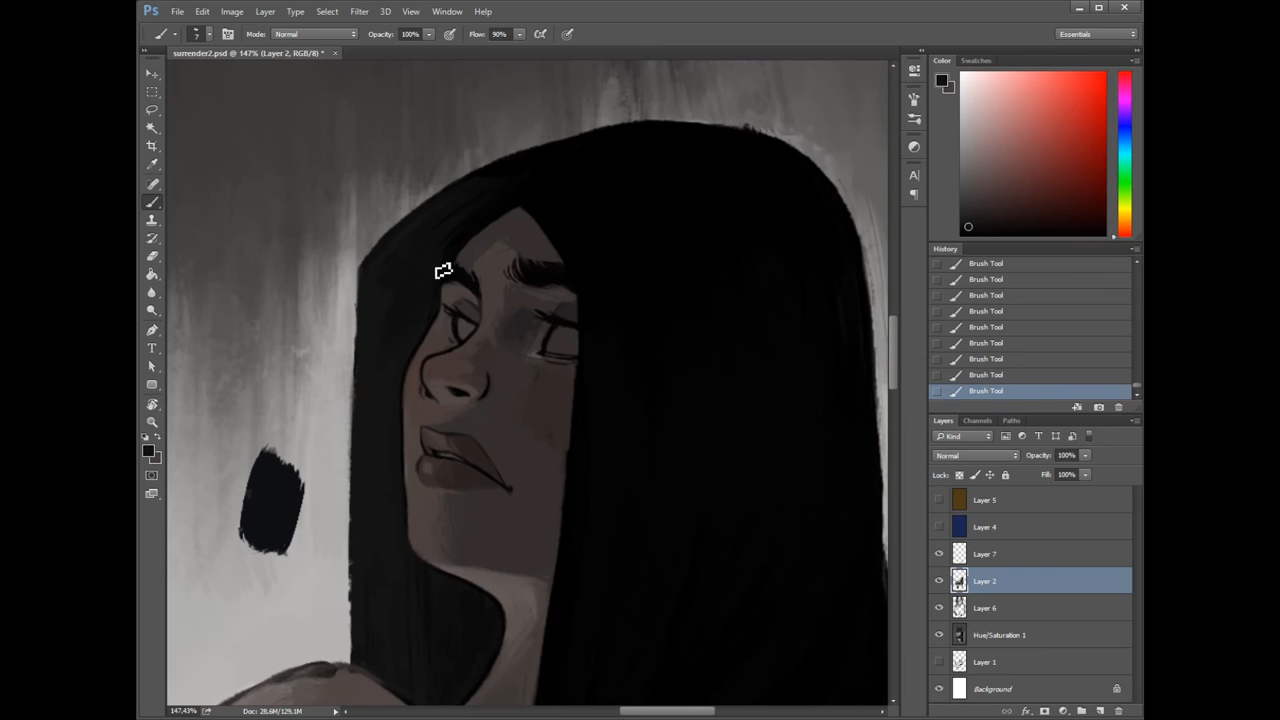 Ps File Edit Image Layer Type Select Filter 3D View Window Help
7 Mode: Normal Opacity: 100% Flow: 90% Essentials
surrender2.psd @ 147% (Layer 2, RGB/8) * ×
Color Swatches
History
Brush Tool
Brush Tool
Brush Tool
Brush Tool
Brush Tool
Brush Tool
Brush Tool
Brush Tool
Brush Tool
Layers Channels Paths
Kind
Normal Opacity: 100%
Lock: Fill: 100%
Layer 5
Layer 4
Layer 7
Layer 2
Layer 6
Hue/Saturation 1
Layer 1
Background
147,43% Doc: 28,6M/129,1M
fx